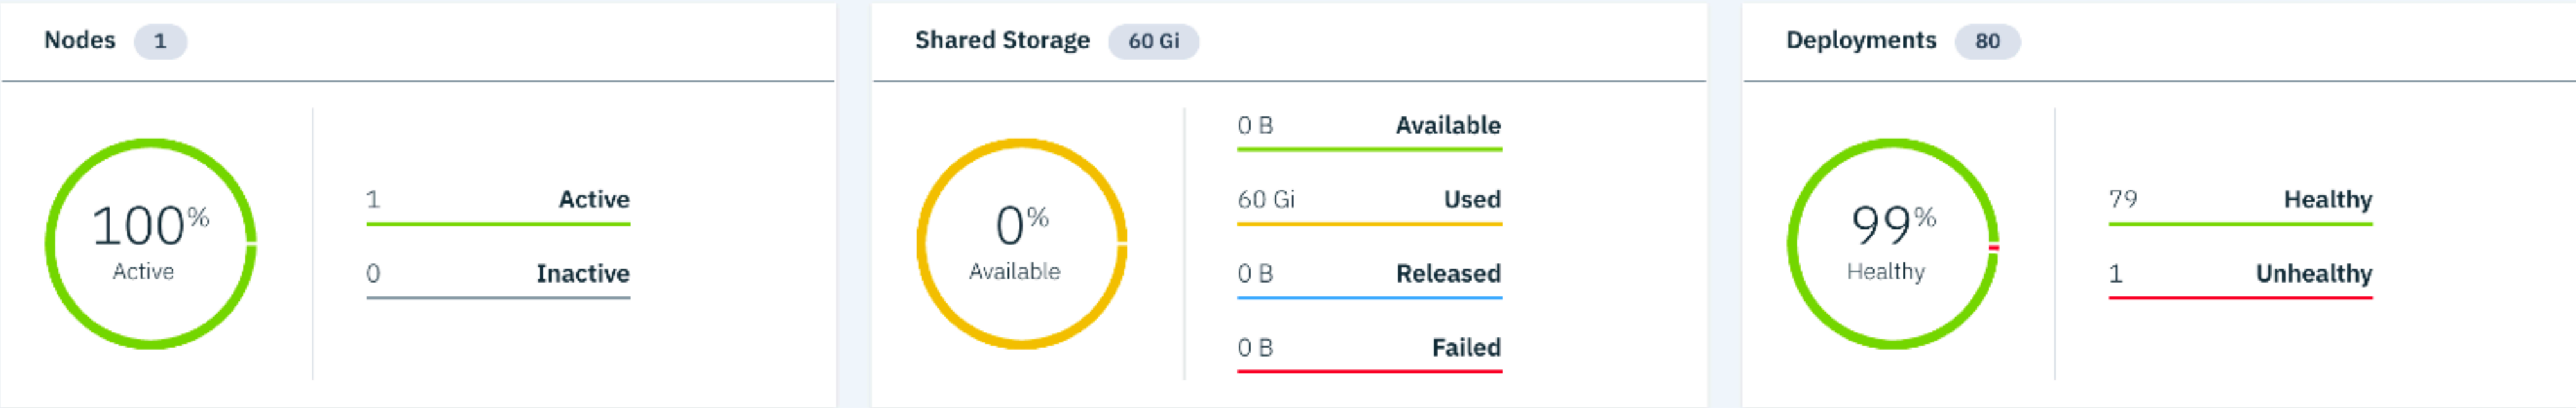 Nodes 1
100%
Active
1 Active
0 Inactive
Shared Storage 60 Gi
0%
Available
0 B Available
60 Gi Used
0 B Released
0 B Failed
Deployments 80
99%
Healthy
79 Healthy
1 Unhealthy